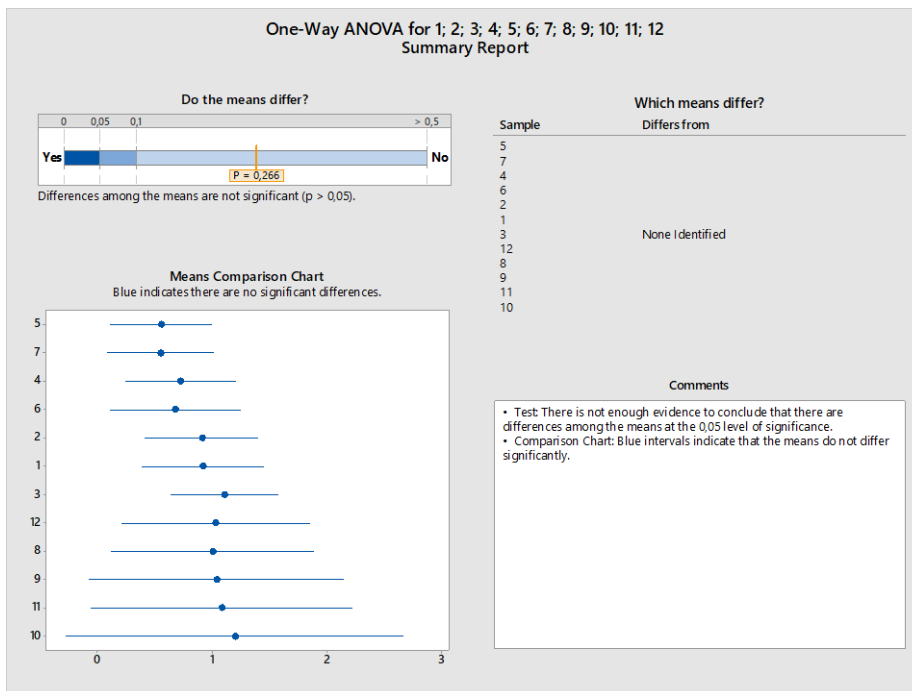 One-Way ANOVA for 1; 2; 3; 4; 5; 6; 7; 8; 9; 10; 11; 12
Summary Report
Do the means differ?
0 0,05 0,1 > 0,5
Yes No
P = 0,266
Differences among the means are not significant (p > 0,05).
Which means differ?
Sample Differs from
5
7
4
6
2
1
3 None Identified
12
8
9
11
10
Means Comparison Chart
Blue indicates there are no significant differences.
5
7
4
6
2
1
3
12
8
9
11
10
0 1 2 3
Comments
• Test: There is not enough evidence to conclude that there are
differences among the means at the 0,05 level of significance.
• Comparison Chart: Blue intervals indicate that the means do not differ
significantly.